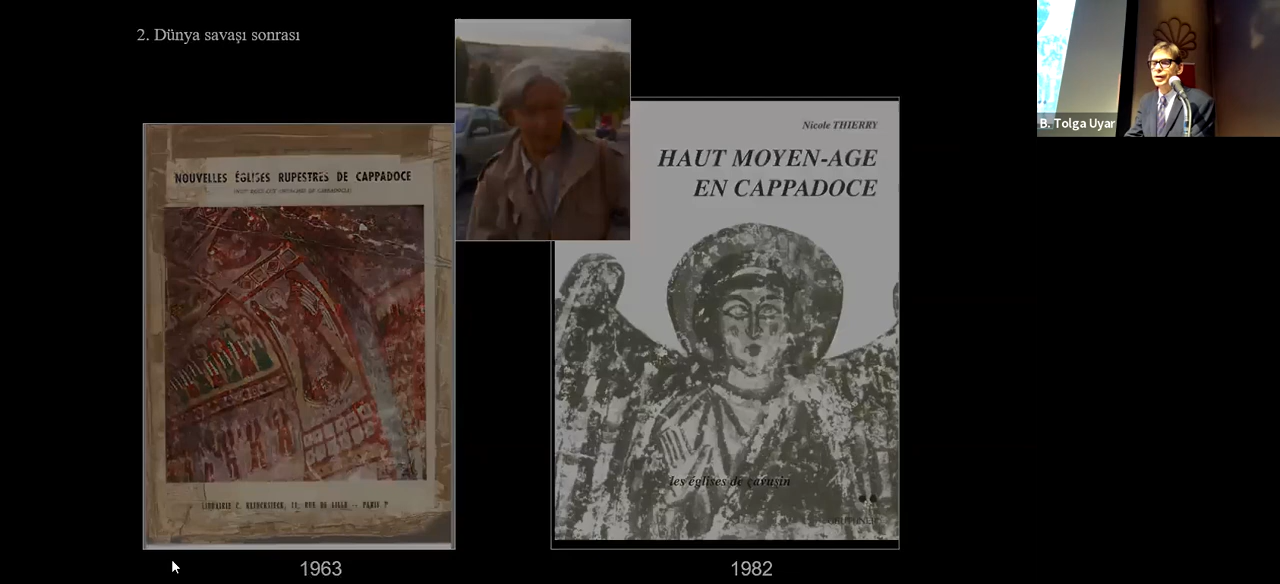 2. Dünya savaşı sonrası
B. Tolga Uyar
NOUVELLES ÉGLISES RUPESTRES DE CAPPADOCE
LIBRAIRIE C. KLINCKSIECK, 11, RUE DE LILLE — PARIS 7e
1963
Nicole THIERRY
HAUT MOYEN-AGE
EN CAPPADOCE
les églises de çavuşin
1982